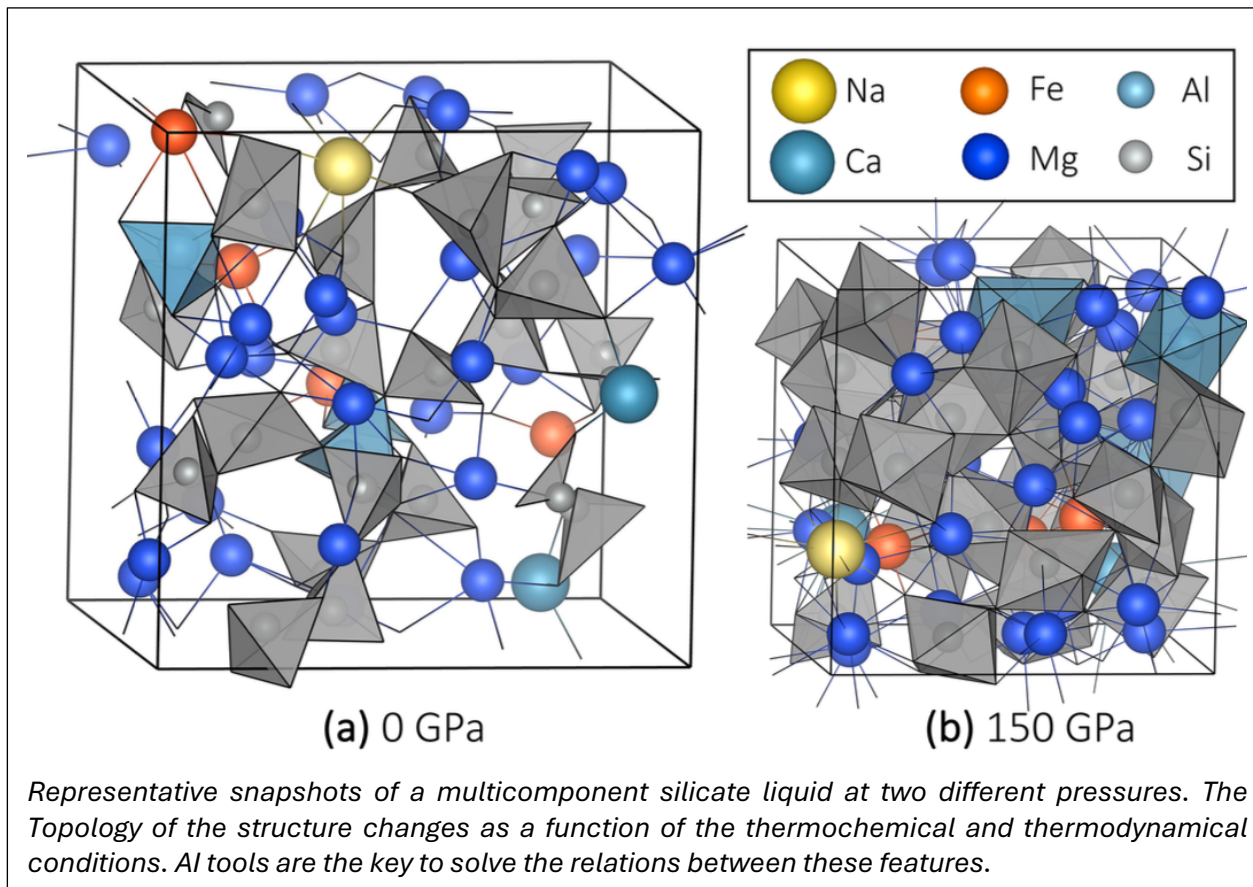 Na Fe Al
Ca Mg Si
(a) 0 GPa (b) 150 GPa
Representative snapshots of a multicomponent silicate liquid at two different pressures. The
Topology of the structure changes as a function of the thermochemical and thermodynamical
conditions. AI tools are the key to solve the relations between these features.